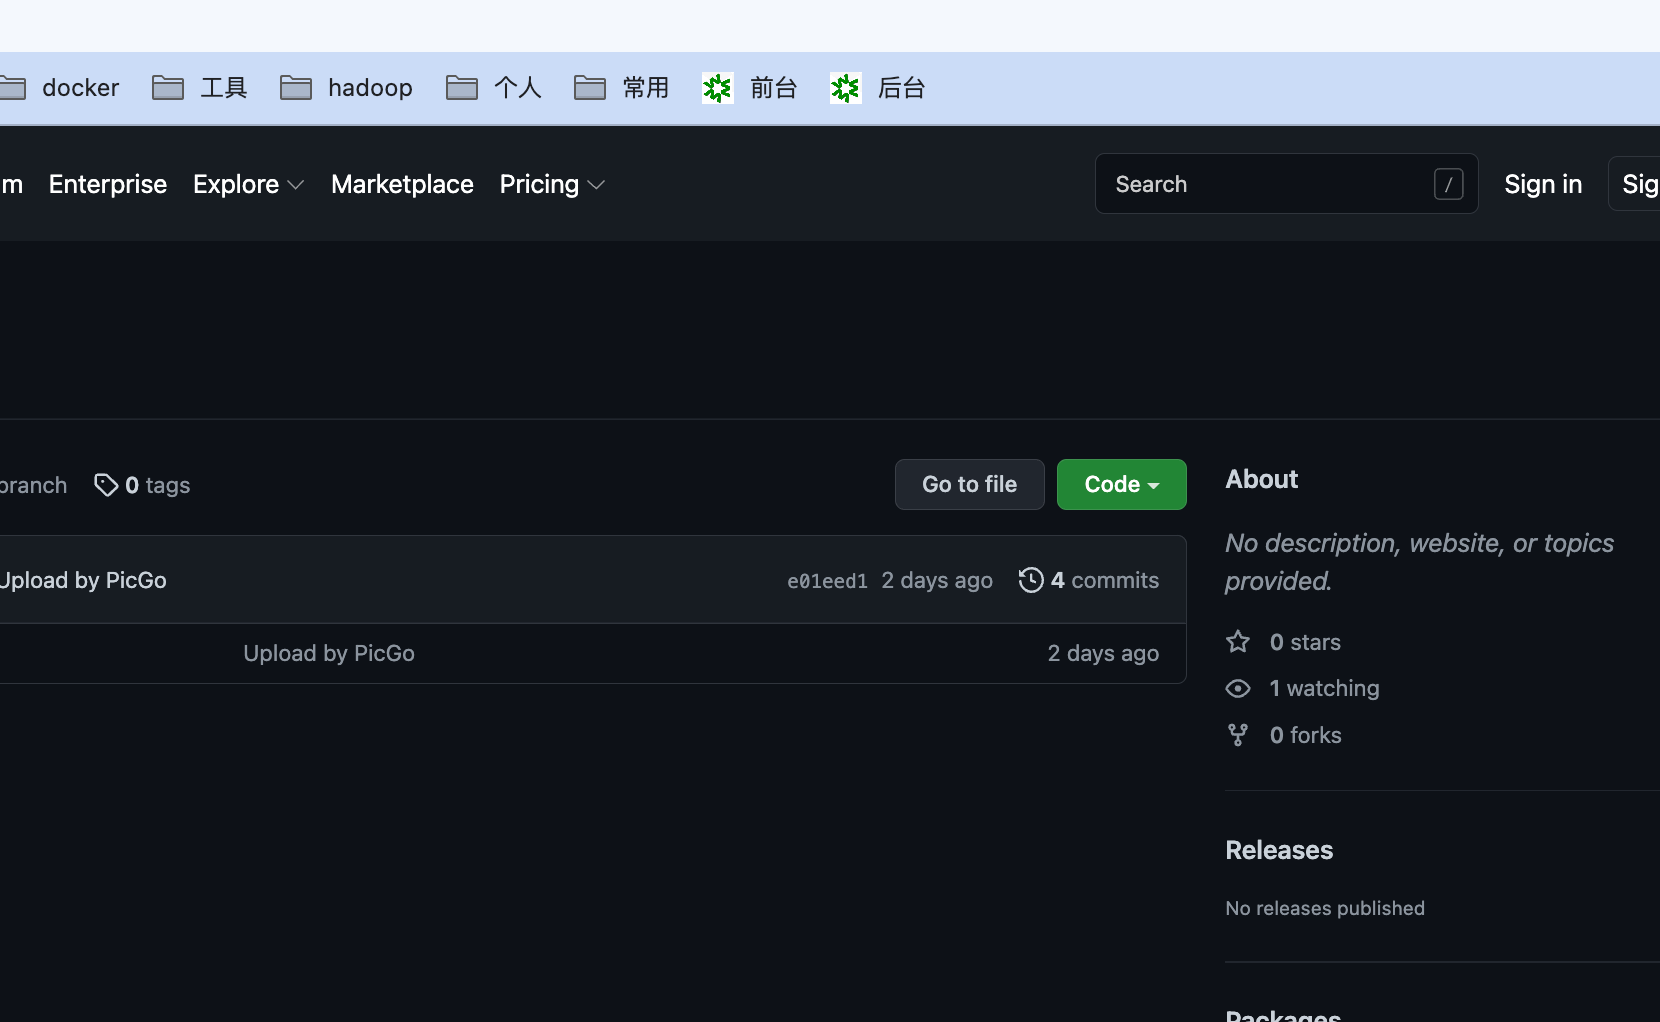 docker 工具 hadoop 个人 常用 前台 后台
m Enterprise Explore Marketplace Pricing Search / Sign in Sig
branch 0 tags Go to file Code
Upload by PicGo e01eed1 2 days ago 4 commits
Upload by PicGo 2 days ago
About
No description, website, or topics
provided.
0 stars
1 watching
0 forks
Releases
No releases published
Packages